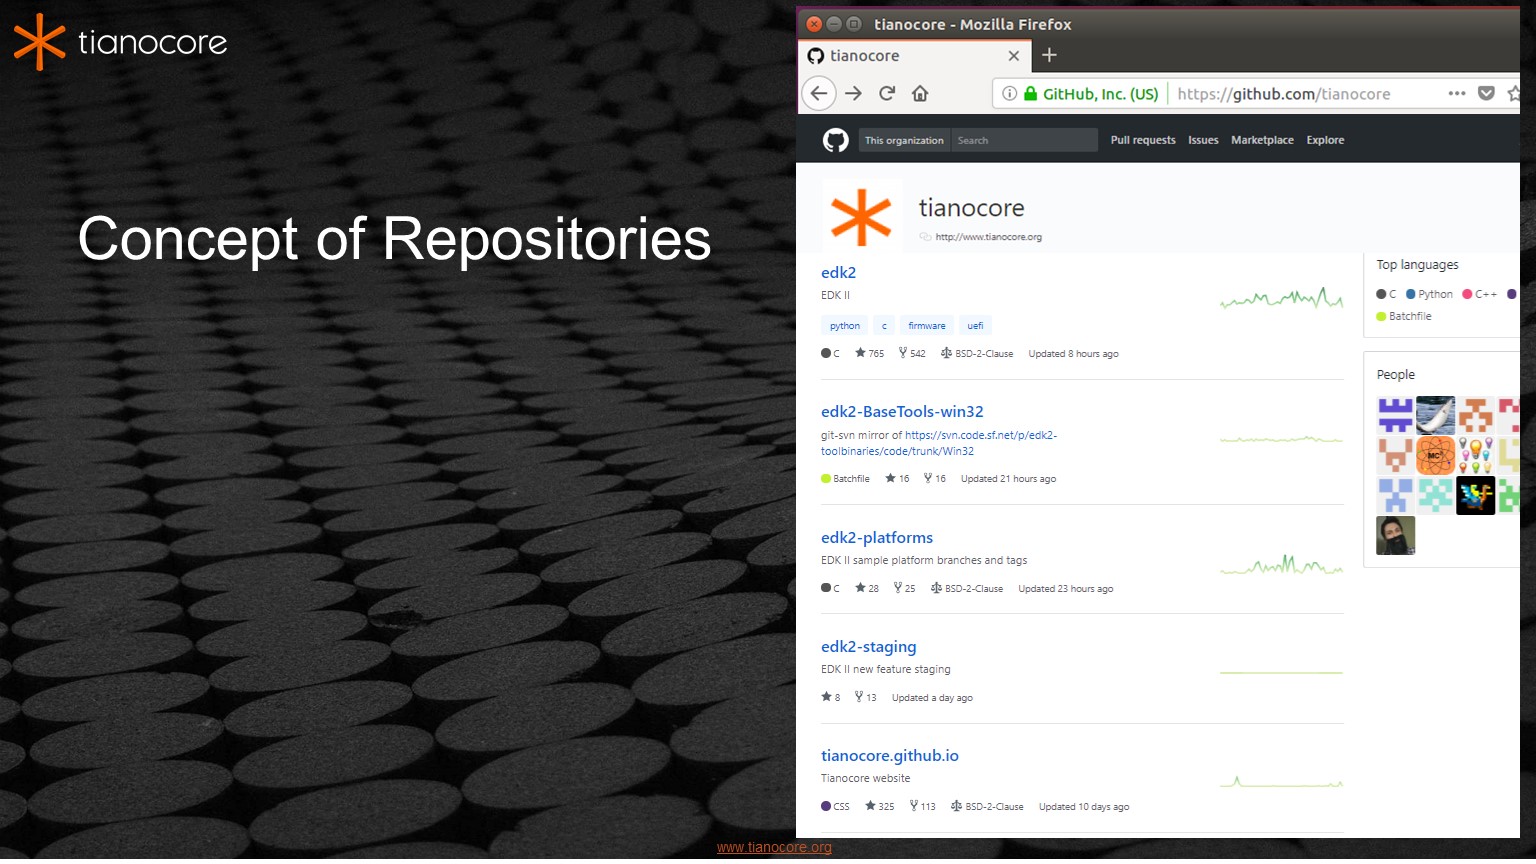 tianocore
Concept of Repositories
tianocore - Mozilla Firefox
tianocore
GitHub, Inc. (US) https://github.com/tianocore
This organization Search Pull requests Issues Marketplace Explore
tianocore
http://www.tianocore.org
edk2
EDK II
python c firmware uefi
C 765 542 BSD-2-Clause Updated 8 hours ago
edk2-BaseTools-win32
git-svn mirror of https://svn.code.sf.net/p/edk2-
toolbinaries/code/trunk/Win32
Batchfile 16 16 Updated 21 hours ago
edk2-platforms
EDK II sample platform branches and tags
C 28 25 BSD-2-Clause Updated 23 hours ago
edk2-staging
EDK II new feature staging
8 13 Updated a day ago
tianocore.github.io
Tianocore website
CSS 325 113 BSD-2-Clause Updated 10 days ago
Top languages
C Python C++
Batchfile
People
MC²
www.tianocore.org